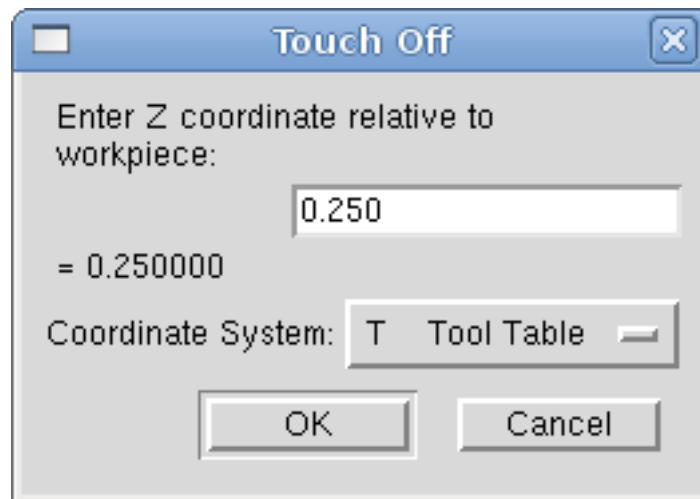 Touch Off
Enter Z coordinate relative to
workpiece:
0.250
= 0.250000
Coordinate System: T Tool Table
OK Cancel